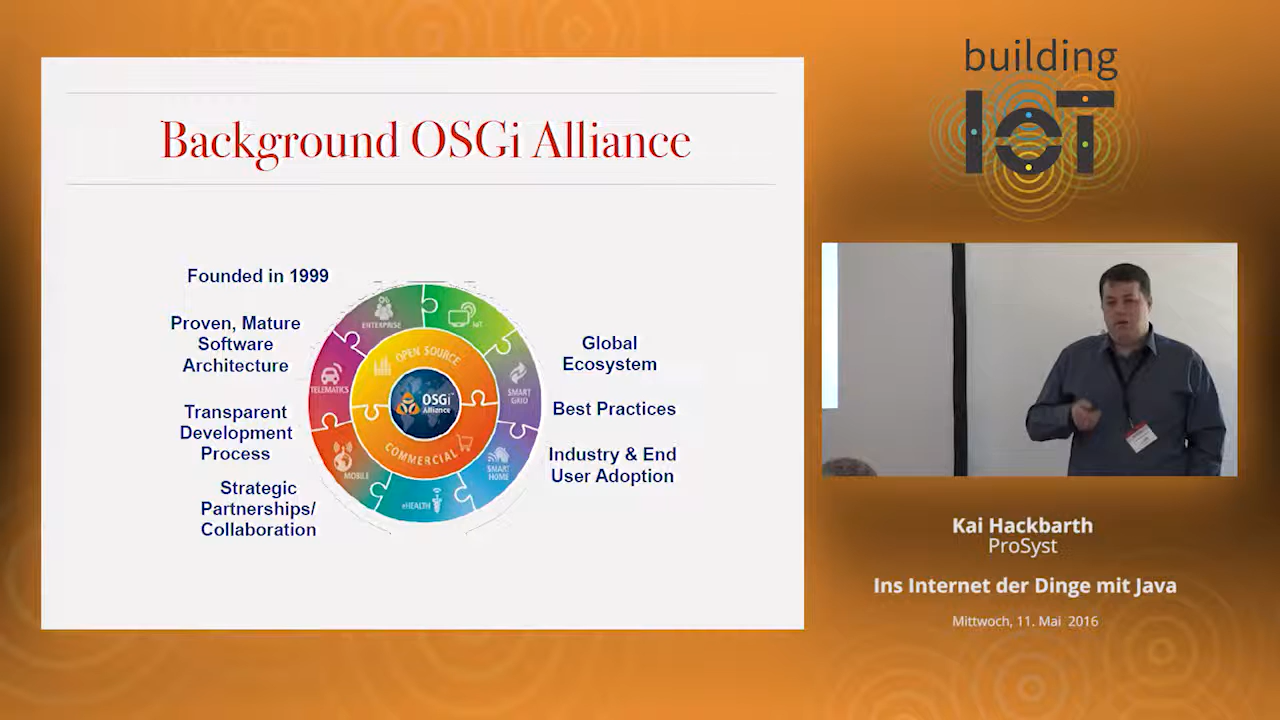 Background OSGi Alliance
Founded in 1999
Proven, Mature
Software
Architecture
Transparent
Development
Process
Strategic
Partnerships/
Collaboration
ENTERPRISE
IoT
SMART
GRID
SMART
HOME
eHEALTH
MOBILE
TELEMATICS
OPEN SOURCE
COMMERCIAL
OSGi
Alliance
Global
Ecosystem
Best Practices
Industry & End
User Adoption
building
IoT
Kai Hackbarth
ProSyst
Ins Internet der Dinge mit Java
Mittwoch, 11. Mai 2016